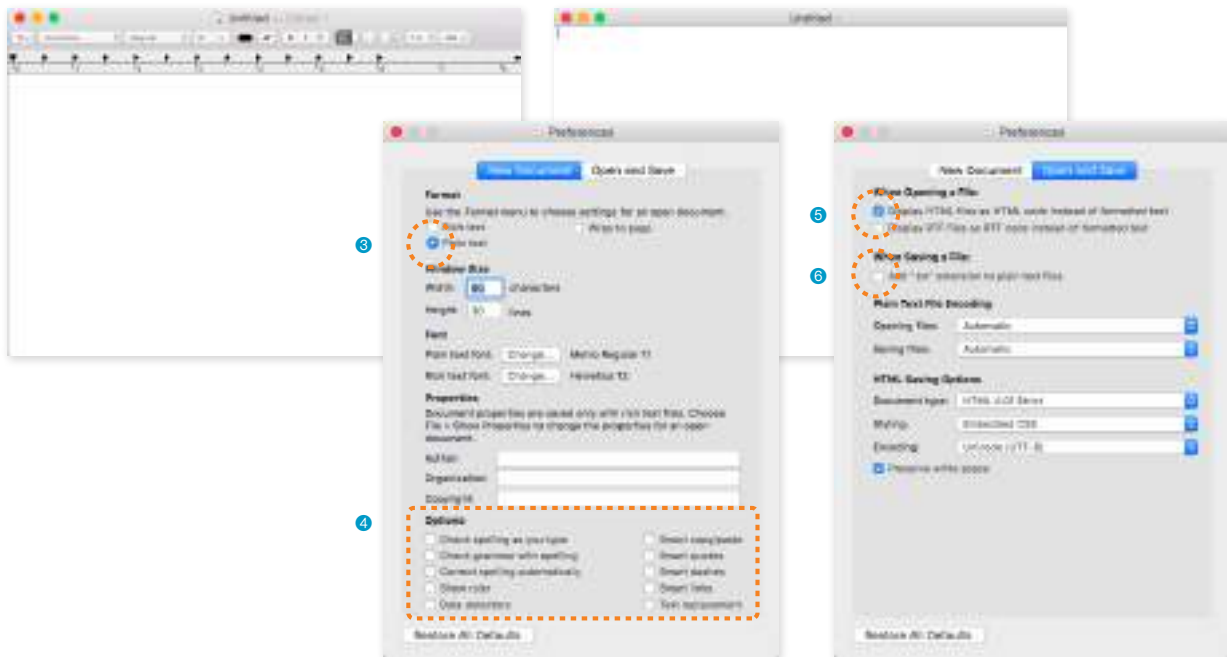 Untitled
Untitled
Preferences
New Document
Open and Save
Format
Use the Format menu to choose settings for an open document.
Rich text
Wrap to page
③
Plain text
Window Size
Width:
characters
Height:
lines
Font
Plain text font:
Change...
Menlo Regular 11
Rich text font:
Change...
Helvetica 12
Properties
Document properties are saved only with rich text files. Choose
File > Show Properties to change the properties for an open
document.
Author:
Organization:
Copyright:
④
Options
Check spelling as you type
Smart copy/paste
Check grammar with spelling
Smart quotes
Correct spelling automatically
Smart dashes
Show ruler
Smart links
Data detectors
Text replacement
Restore All Defaults
Preferences
New Document
Open and Save
When Opening a File:
⑤
Display HTML files as HTML code instead of formatted text
Display RTF files as RTF code instead of formatted text
When Saving a File:
⑥
Add ".txt" extension to plain text files
Plain Text File Encoding
Opening files:
Automatic
Saving files:
Automatic
HTML Saving Options
Document type:
HTML 4.01 Strict
Styling:
Embedded CSS
Encoding:
Unicode (UTF-8)
Preserve white space
Restore All Defaults